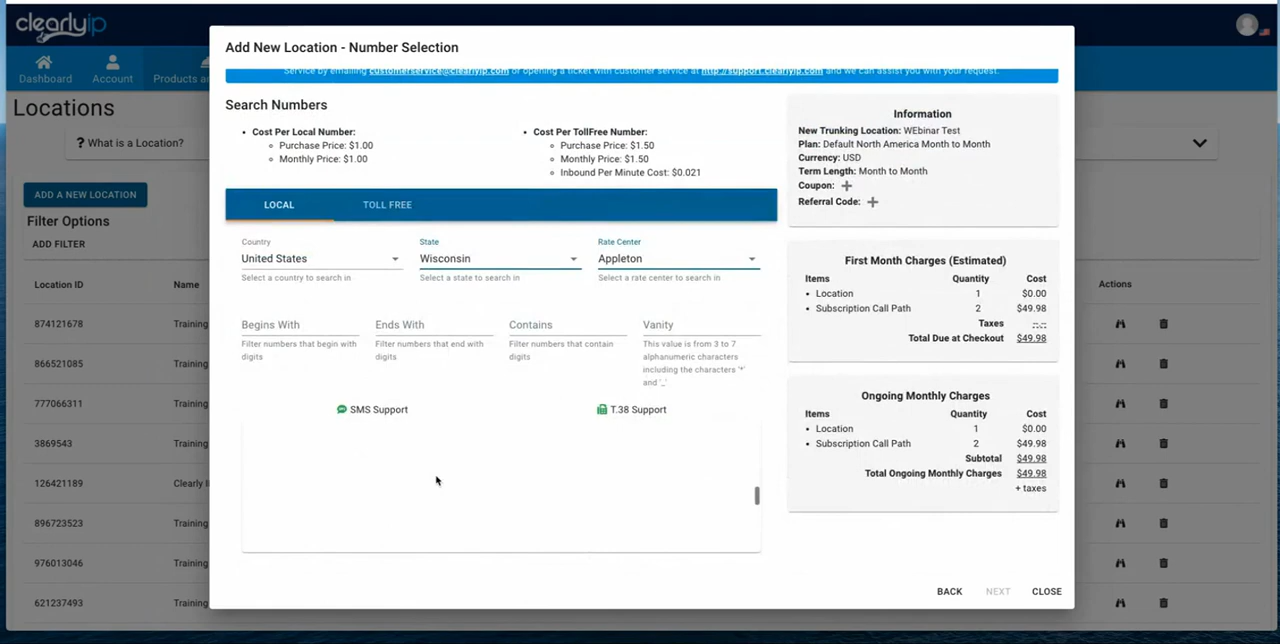 clearlyip
Dashboard
Account
Products a
Locations
? What is a Location?
ADD A NEW LOCATION
Filter Options
ADD FILTER
Location ID
Name
Actions
874121678
Training
866521085
Training
777066311
Training
3869543
Training
126421189
Clearly I
896723523
Training
976013046
Training
621237493
Training
Add New Location - Number Selection
Service by emailing customerservice@clearlyip.com or opening a ticket with customer service at http://support.clearlyip.com and we can assist you with your request.
Search Numbers
• Cost Per Local Number:
Purchase Price: $1.00
Monthly Price: $1.00
• Cost Per TollFree Number:
Purchase Price: $1.50
Monthly Price: $1.50
Inbound Per Minute Cost: $0.021
LOCAL
TOLL FREE
Country
United States
Select a country to search in
State
Wisconsin
Select a state to search in
Rate Center
Appleton
Select a rate center to search in
Begins With
Filter numbers that begin with
digits
Ends With
Filter numbers that end with
digits
Contains
Filter numbers that contain
digits
Vanity
This value is from 3 to 7
alphanumeric characters
including the characters '*'
and '_'
SMS Support
T.38 Support
Information
New Trunking Location: WEbinar Test
Plan: Default North America Month to Month
Currency: USD
Term Length: Month to Month
Coupon: +
Referral Code: +
First Month Charges (Estimated)
Items Quantity Cost
• Location 1 $0.00
• Subscription Call Path 2 $49.98
Taxes --.--
Total Due at Checkout $49.98
Ongoing Monthly Charges
Items Quantity Cost
• Location 1 $0.00
• Subscription Call Path 2 $49.98
Subtotal $49.98
Total Ongoing Monthly Charges $49.98
+ taxes
BACK
NEXT
CLOSE